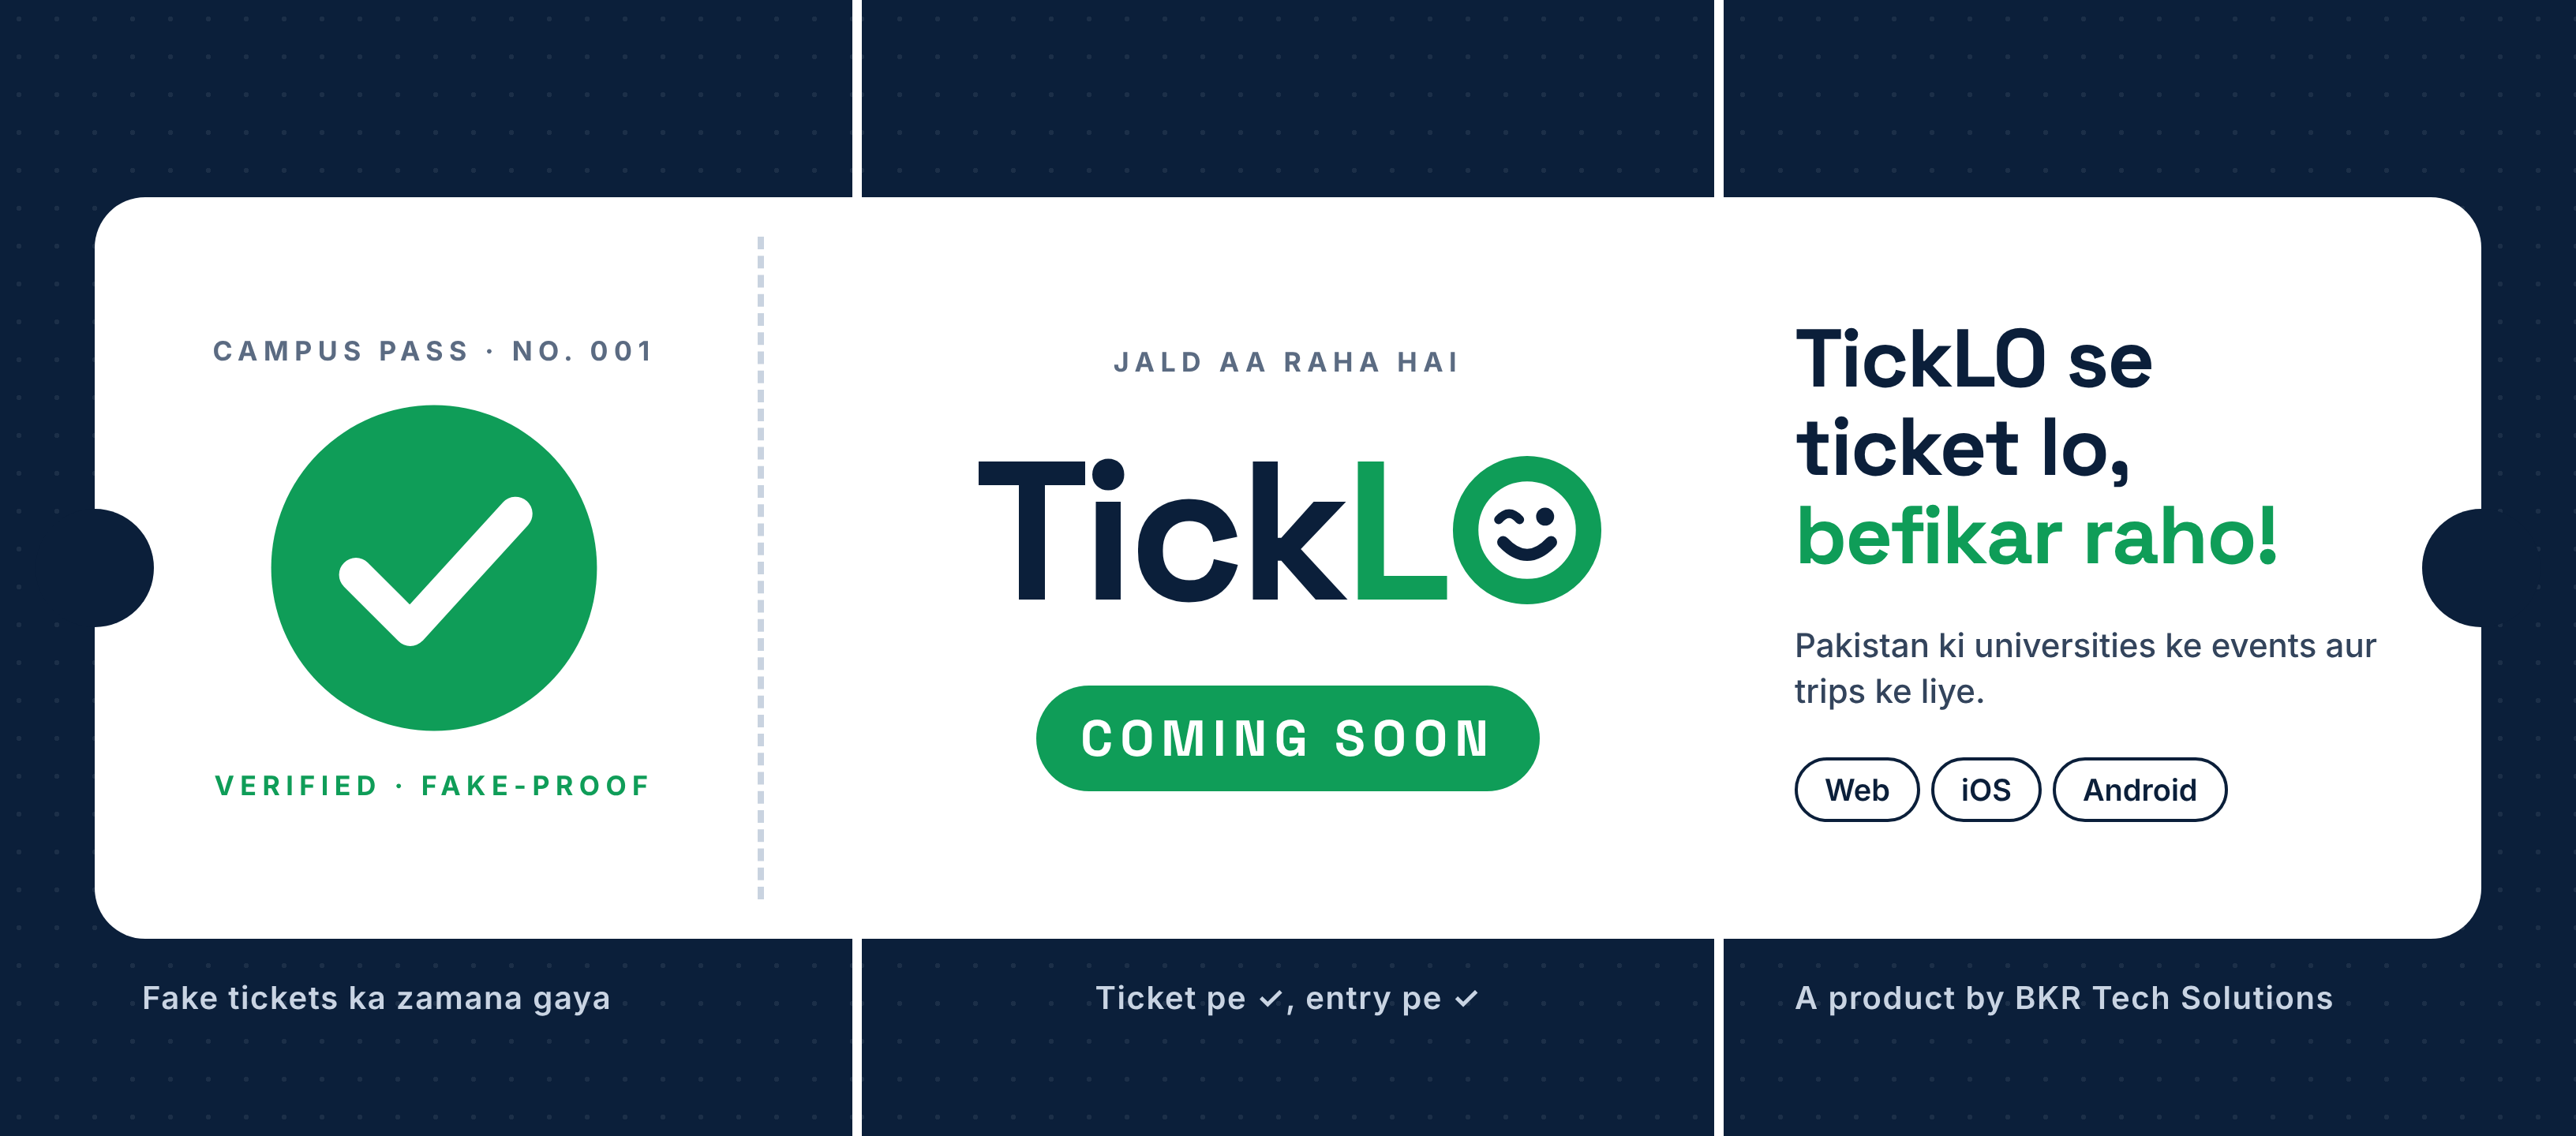 CAMPUS PASS · NO. 001
VERIFIED · FAKE-PROOF
Fake tickets ka zamana gaya
JALD AA RAHA HAI
TickLO
COMING SOON
Ticket pe ✓, entry pe ✓
TickLO se
ticket lo,
befikar raho!
Pakistan ki universities ke events aur
trips ke liye.
Web iOS Android
A product by BKR Tech Solutions